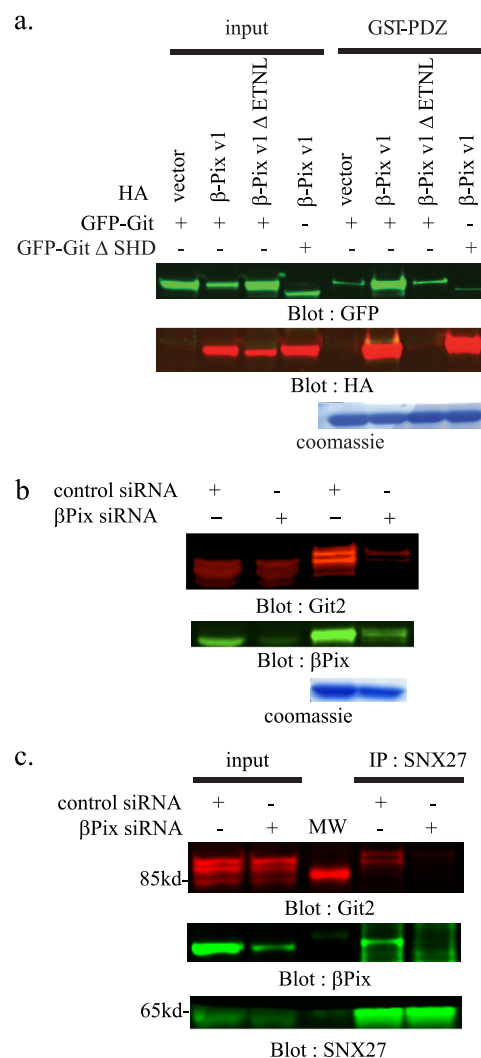 a.
input GST-PDZ
HA vector β-Pix v1 β-Pix v1 Δ ETNL β-Pix v1 vector β-Pix v1 β-Pix v1 Δ ETNL β-Pix v1
GFP-Git + + + - + + + -
GFP-Git Δ SHD - - - + - - - +
Blot : GFP
Blot : HA
coomassie
b
control siRNA + - + -
βPix siRNA – + – +
Blot : Git2
Blot : βPix
coomassie
c.
input IP : SNX27
control siRNA + - + -
βPix siRNA - + MW - +
85kd-
Blot : Git2
Blot : βPix
65kd-
Blot : SNX27